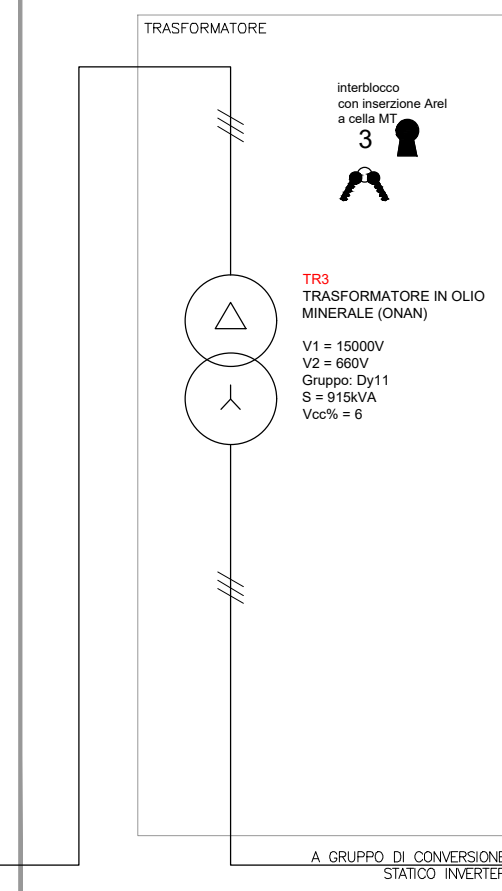 TRASFORMATORE
interblocco
con inserzione Arel
a cella MT
3
TR3
TRASFORMATORE IN OLIO
MINERALE (ONAN)
V1 = 15000V
V2 = 660V
Gruppo: Dy11
S = 915kVA
Vcc% = 6
A GRUPPO DI CONVERSIONE
STATICO INVERTER